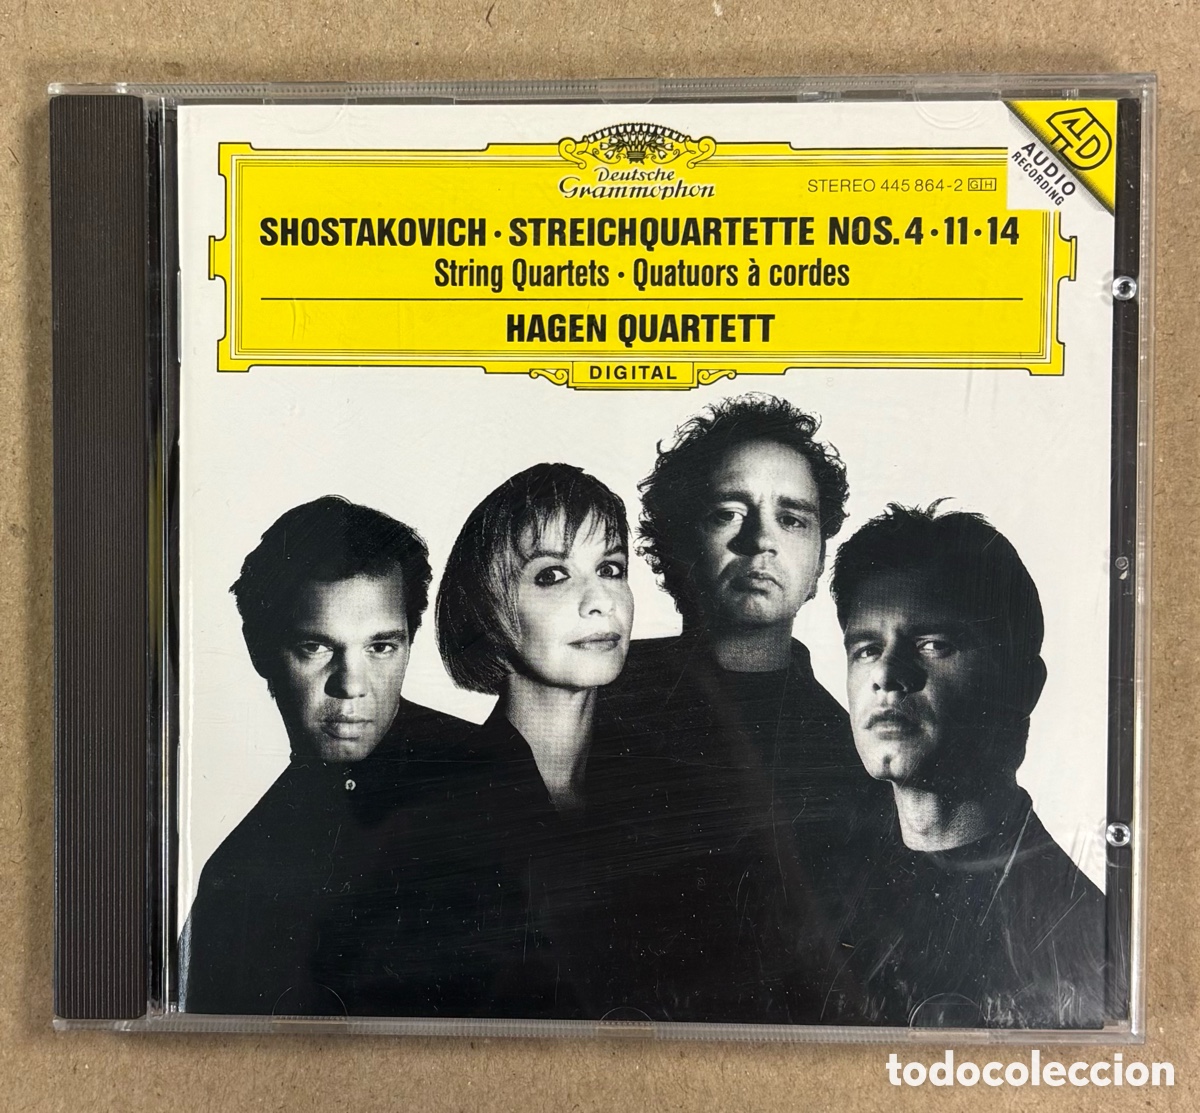 4D
AUDIO
RECORDING
Deutsche
Grammophon
STEREO 445 864-2 GH
SHOSTAKOVICH · STREICHQUARTETTE NOS. 4 · 11 · 14
String Quartets · Quatuors à cordes
HAGEN QUARTETT
DIGITAL
todocoleccion